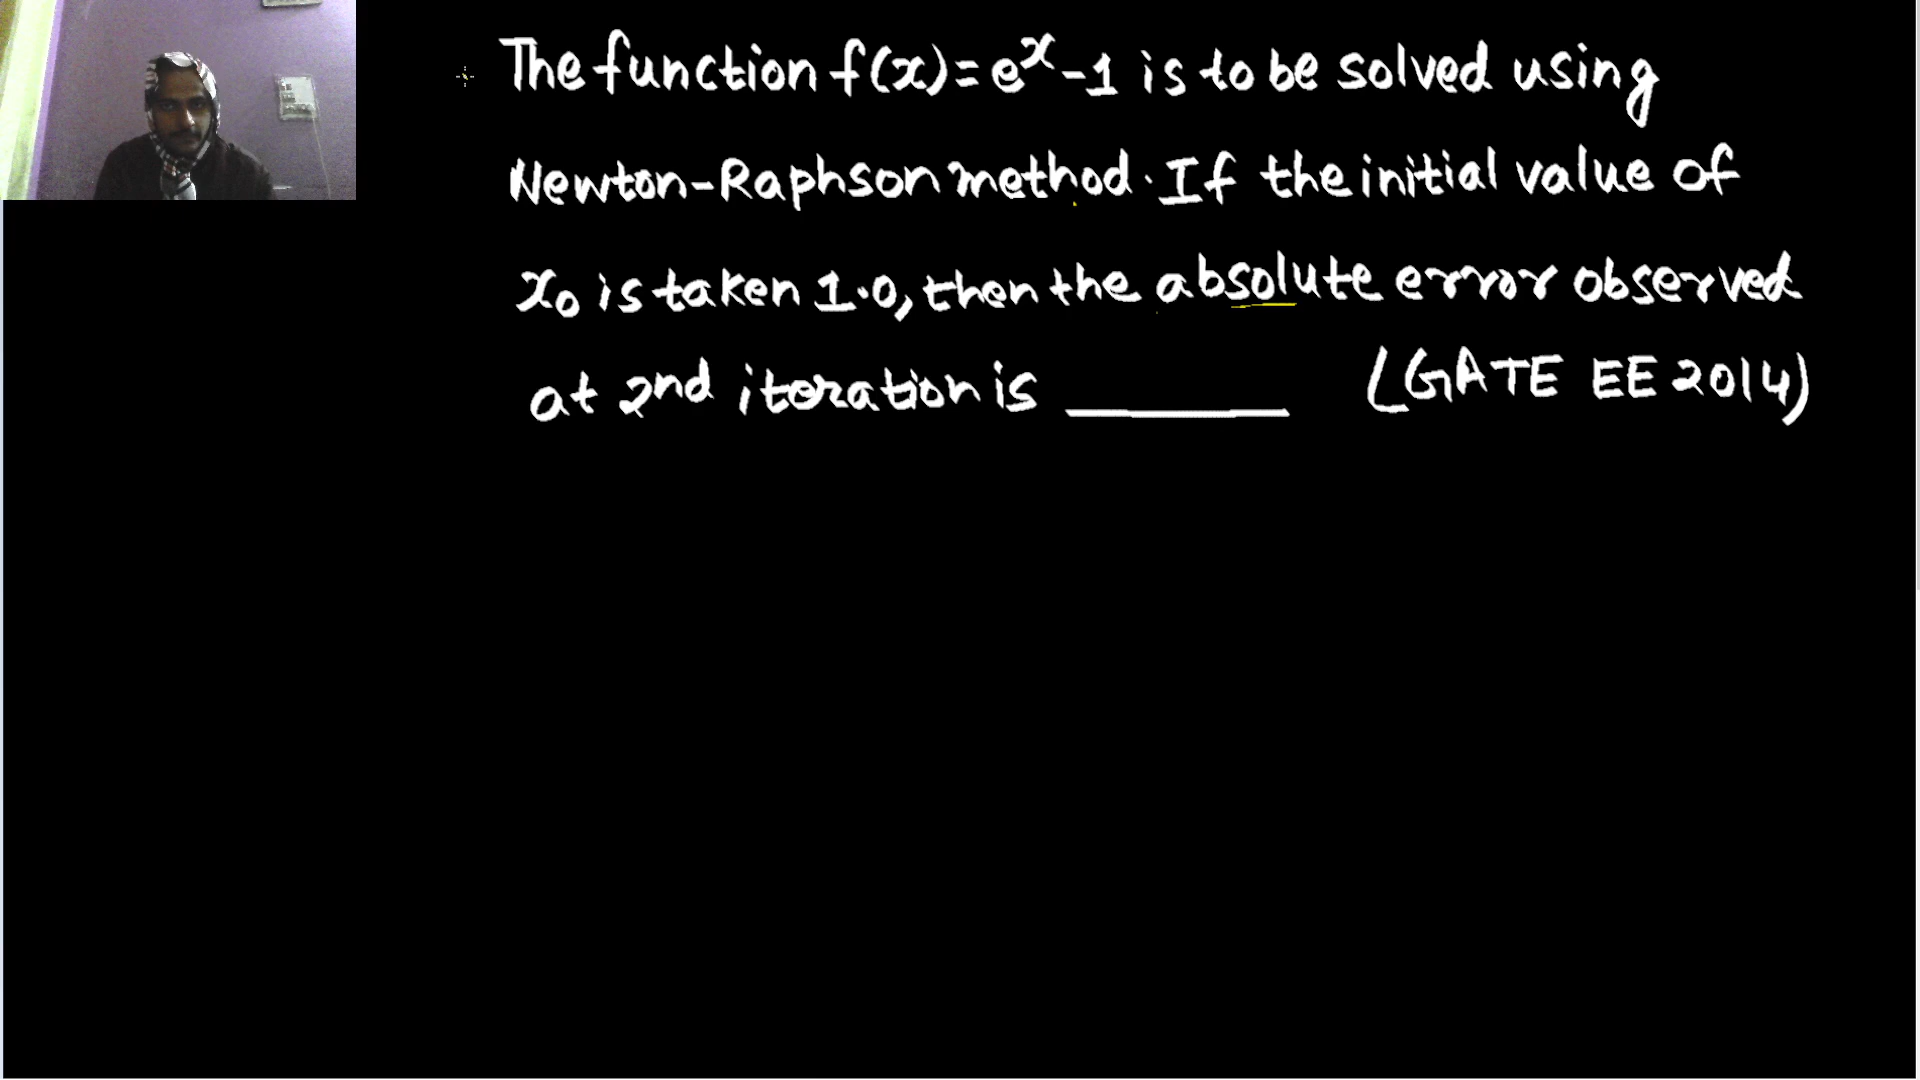 The function f(x)=e^x-1 is to be solved using
Newton-Raphson method. If the initial value of
x₀ is taken 1.0, then the absolute error observed
at 2nd iteration is ______ (GATE EE 2014)